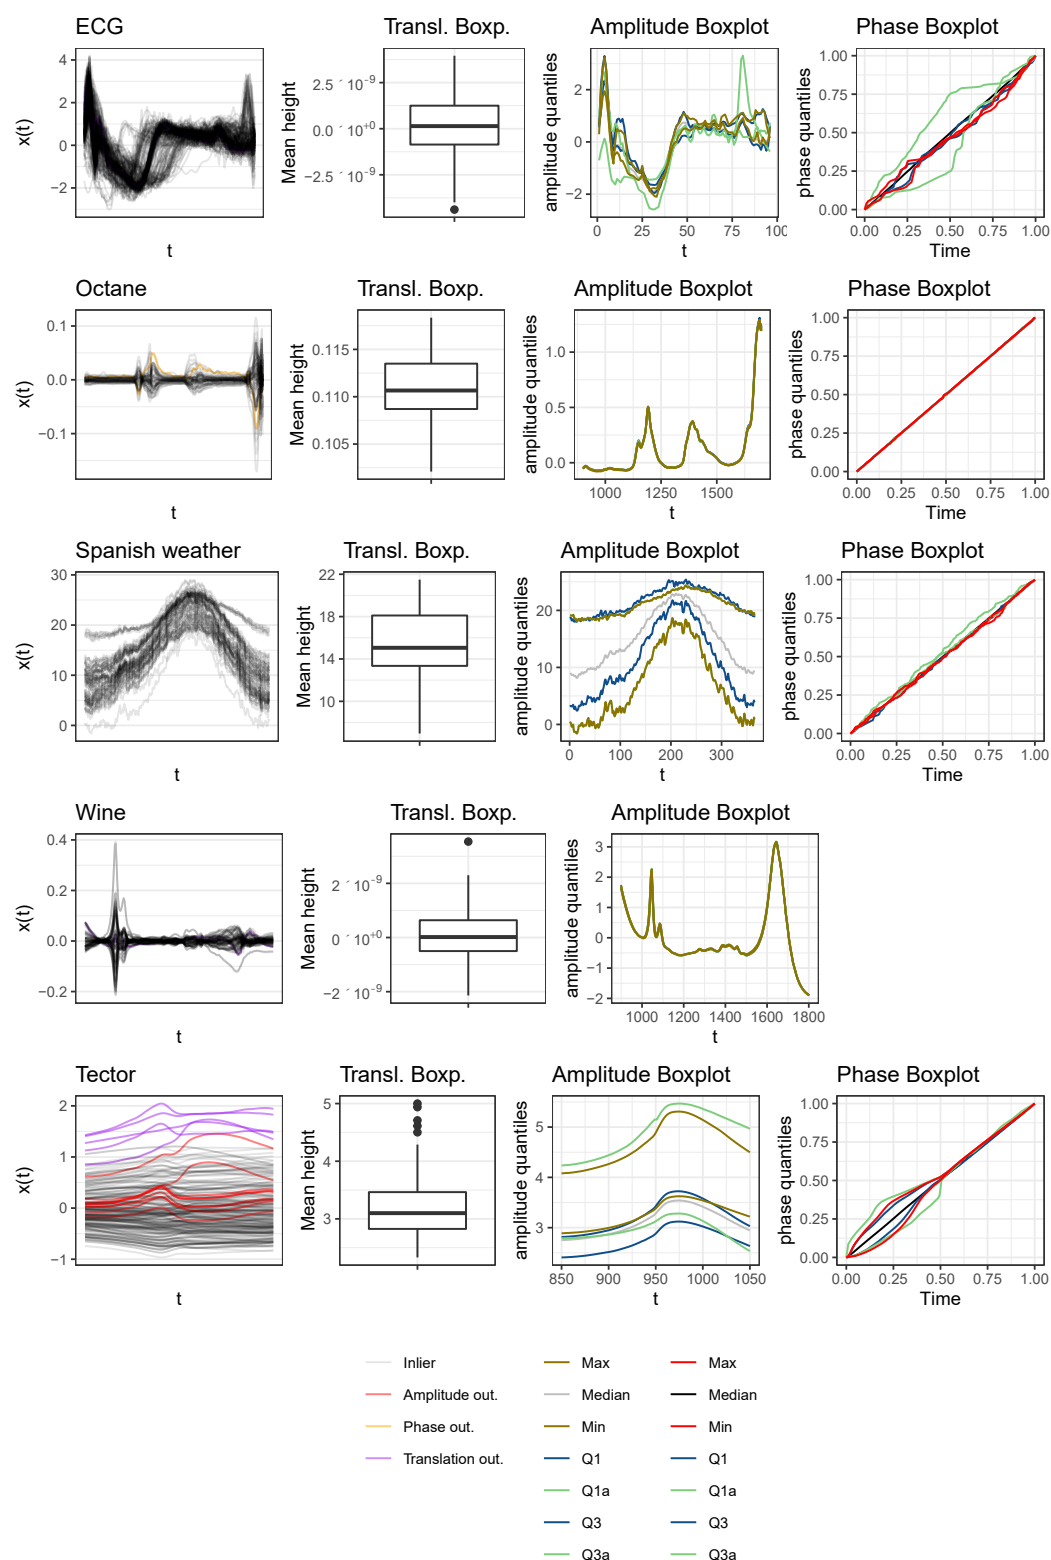 ECG
Transl. Boxp.
Amplitude Boxplot
Phase Boxplot
x(t)
4
2
0
−2
t
Mean height
2.5 ´ 10−9
0.0 ´ 10+0
−2.5 ´ 10−9
amplitude quantiles
2
0
−2
0 25 50 75 100
t
phase quantiles
1.00
0.75
0.50
0.25
0.00
0.00 0.25 0.50 0.75 1.00
Time
Octane
Transl. Boxp.
Amplitude Boxplot
Phase Boxplot
x(t)
0.1
0.0
−0.1
t
Mean height
0.115
0.110
0.105
amplitude quantiles
1.0
0.5
0.0
1000 1250 1500
t
phase quantiles
1.00
0.75
0.50
0.25
0.00
0.00 0.25 0.50 0.75 1.00
Time
Spanish weather
Transl. Boxp.
Amplitude Boxplot
Phase Boxplot
x(t)
30
20
10
0
t
Mean height
22
18
14
10
amplitude quantiles
20
10
0
0 100 200 300
t
phase quantiles
1.00
0.75
0.50
0.25
0.00
0.00 0.25 0.50 0.75 1.00
Time
Wine
Transl. Boxp.
Amplitude Boxplot
x(t)
0.4
0.2
0.0
−0.2
t
Mean height
2 ´ 10−9
0 ´ 10+0
−2 ´ 10−9
amplitude quantiles
3
2
1
0
−1
−2
1000 1200 1400 1600 1800
t
Tector
Transl. Boxp.
Amplitude Boxplot
Phase Boxplot
x(t)
2
1
0
−1
t
Mean height
5
4
3
amplitude quantiles
5
4
3
850 900 950 1000 1050
t
phase quantiles
1.00
0.75
0.50
0.25
0.00
0.00 0.25 0.50 0.75 1.00
Time
Inlier
Amplitude out.
Phase out.
Translation out.
Max
Median
Min
Q1
Q1a
Q3
Q3a
Max
Median
Min
Q1
Q1a
Q3
Q3a